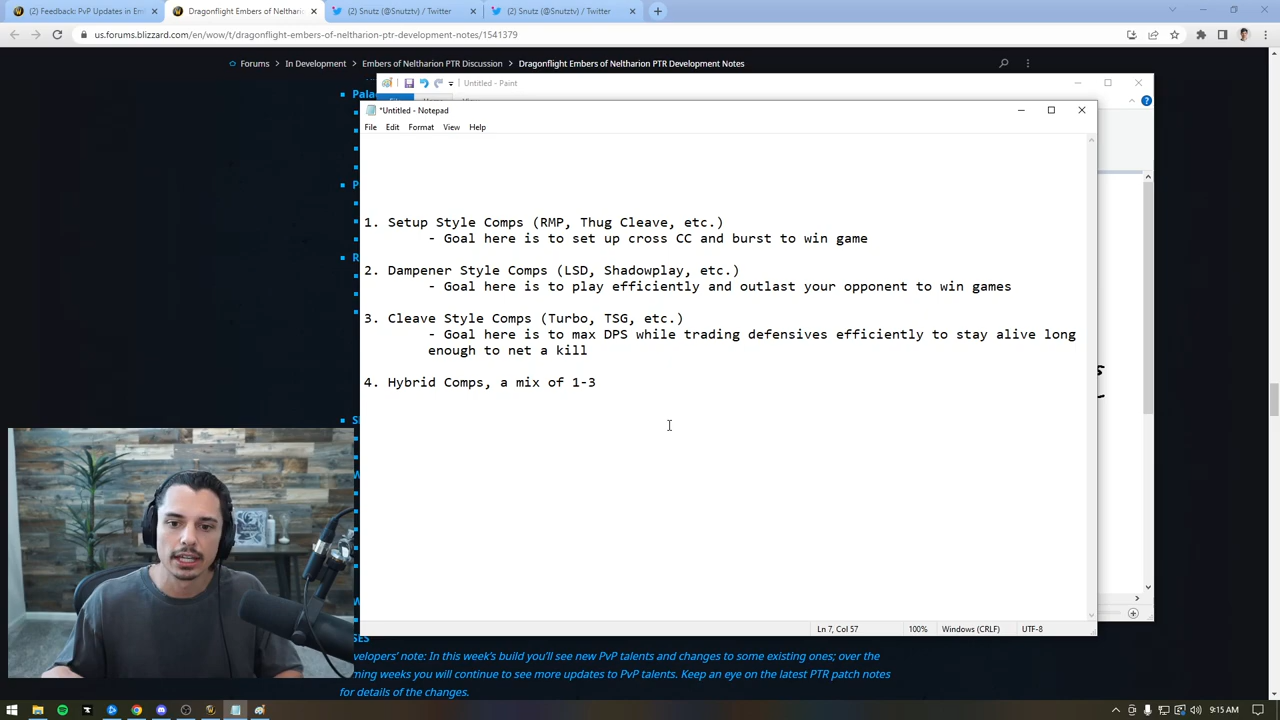 (2) Feedback: PvP Updates in Em
Dragonflight Embers of Neltharion
(2) Snutz (@Snutztv) / Twitter
(2) Snutz (@Snutztv) / Twitter
us.forums.blizzard.com/en/wow/t/dragonflight-embers-of-neltharion-ptr-development-notes/1541379
Forums > In Development > Embers of Neltharion PTR Discussion > Dragonflight Embers of Neltharion PTR Development Notes
Untitled - Paint
*Untitled - Notepad
File Edit Format View Help
1. Setup Style Comps (RMP, Thug Cleave, etc.)
- Goal here is to set up cross CC and burst to win game
2. Dampener Style Comps (LSD, Shadowplay, etc.)
- Goal here is to play efficiently and outlast your opponent to win games
3. Cleave Style Comps (Turbo, TSG, etc.)
- Goal here is to max DPS while trading defensives efficiently to stay alive long
enough to net a kill
4. Hybrid Comps, a mix of 1-3
Ln 7, Col 57 100% Windows (CRLF) UTF-8
velopers' note: In this week's build you'll see new PvP talents and changes to some existing ones; over the
ming weeks you will continue to see more updates to PvP talents. Keep an eye on the latest PTR patch notes
for details of the changes.
9:15 AM